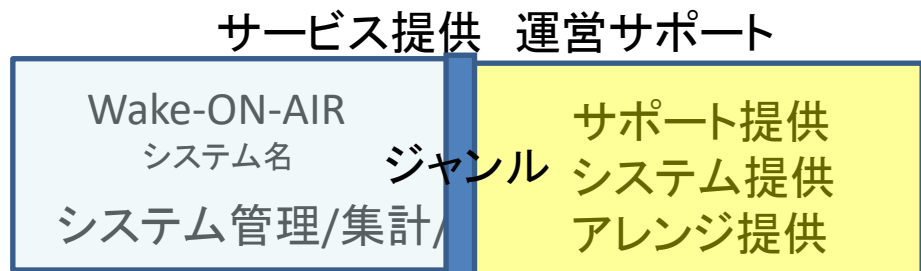 サービス提供 運営サポート
Wake-ON-AIR
システム名
システム管理/集計/
ジャンル
サポート提供
システム提供
アレンジ提供